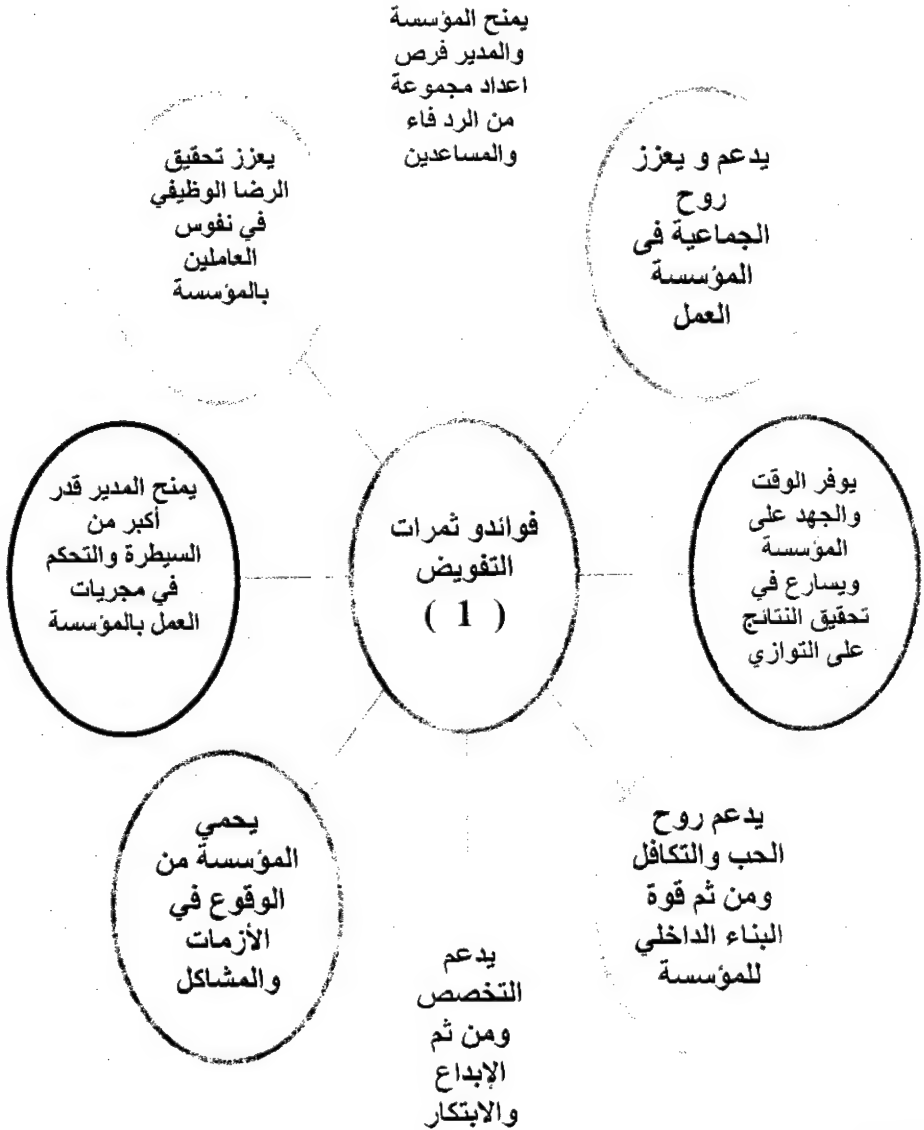 يمنح المؤسسة
والمدير فرص
اعداد مجموعة
من الرد فاء
والمساعدين
يدعم و يعزز
روح
الجماعية فى
المؤسسة
العمل
يعزز تحقيق
الرضا الوظيفي
في نفوس
العاملين
بالمؤسسة
يوفر الوقت
والجهد على
المؤسسة
ويسارع في
تحقيق النتائج
على التوازي
فوائدو ثمرات
التفويض
( 1 )
يمنح المدير قدر
أكبر من
السيطرة والتحكم
في مجريات
العمل بالمؤسسة
يدعم روح
الحب والتكافل
ومن ثم قوة
البناء الداخلي
للمؤسسة
يحمي
المؤسسة من
الوقوع في
الأزمات
والمشاكل
يدعم
التخصص
ومن ثم
الإبداع
والابتكار